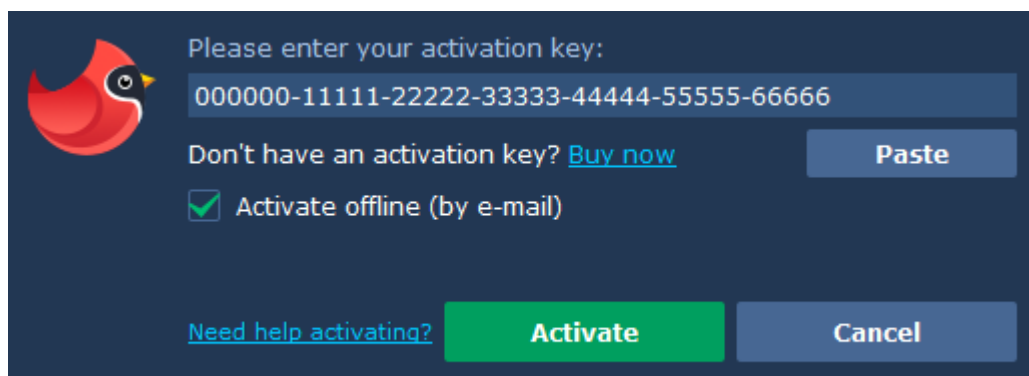 Please enter your activation key:
000000-11111-22222-33333-44444-55555-66666
Don't have an activation key? Buy now
Paste
Activate offline (by e-mail)
Need help activating?
Activate
Cancel